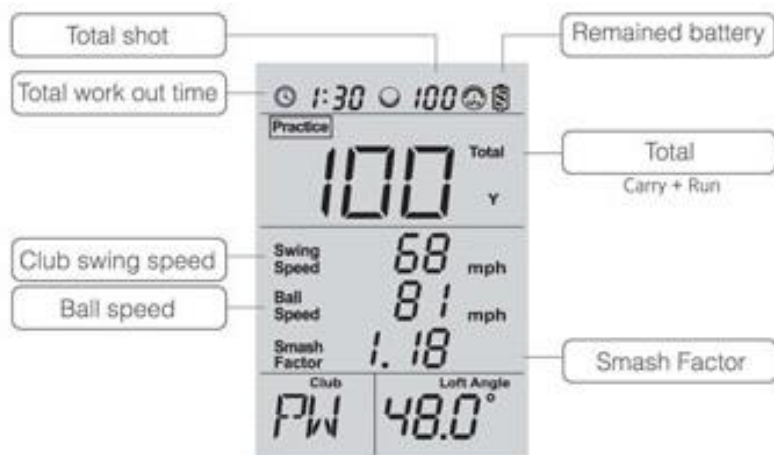 Total shot
Remained battery
Total work out time
1:30 100
Practice
100 Total
Y
Total
Carry + Run
Club swing speed
Swing Speed 68 mph
Ball speed
Ball Speed 81 mph
Smash Factor 1.18
Smash Factor
Club
PW
Loft Angle
48.0°